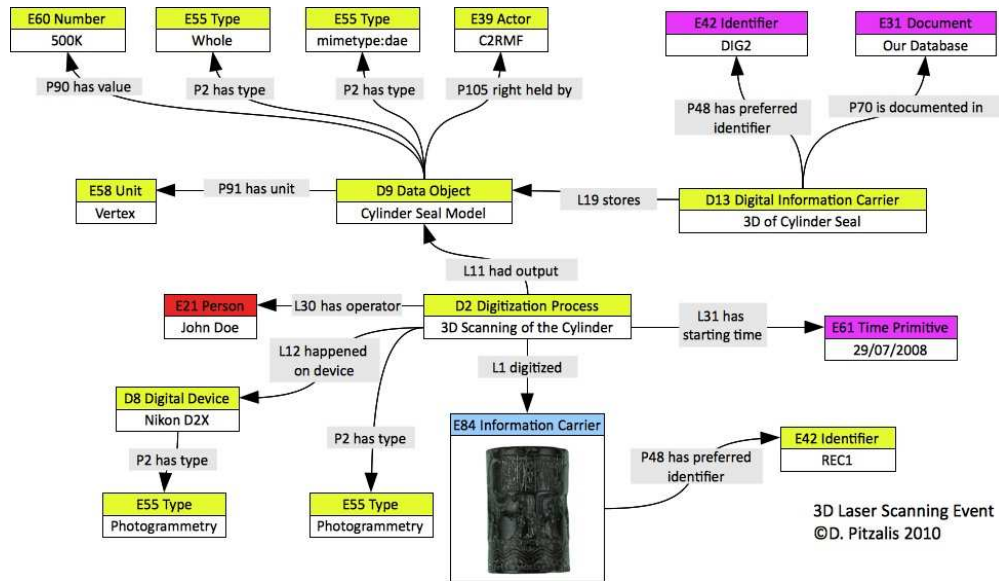 E60 Number
500K
E55 Type
Whole
E55 Type
mimetype:dae
E39 Actor
C2RMF
E42 Identifier
DIG2
E31 Document
Our Database
P90 has value
P2 has type
P2 has type
P105 right held by
P48 has preferred
identifier
P70 is documented in
E58 Unit
Vertex
P91 has unit
D9 Data Object
Cylinder Seal Model
L19 stores
D13 Digital Information Carrier
3D of Cylinder Seal
L11 had output
E21 Person
John Doe
L30 has operator
D2 Digitization Process
3D Scanning of the Cylinder
L31 has
starting time
E61 Time Primitive
29/07/2008
L12 happened
on device
L1 digitized
D8 Digital Device
Nikon D2X
P2 has type
P2 has type
E84 Information Carrier
P48 has preferred
identifier
E42 Identifier
REC1
E55 Type
Photogrammetry
E55 Type
Photogrammetry
3D Laser Scanning Event
©D. Pitzalis 2010